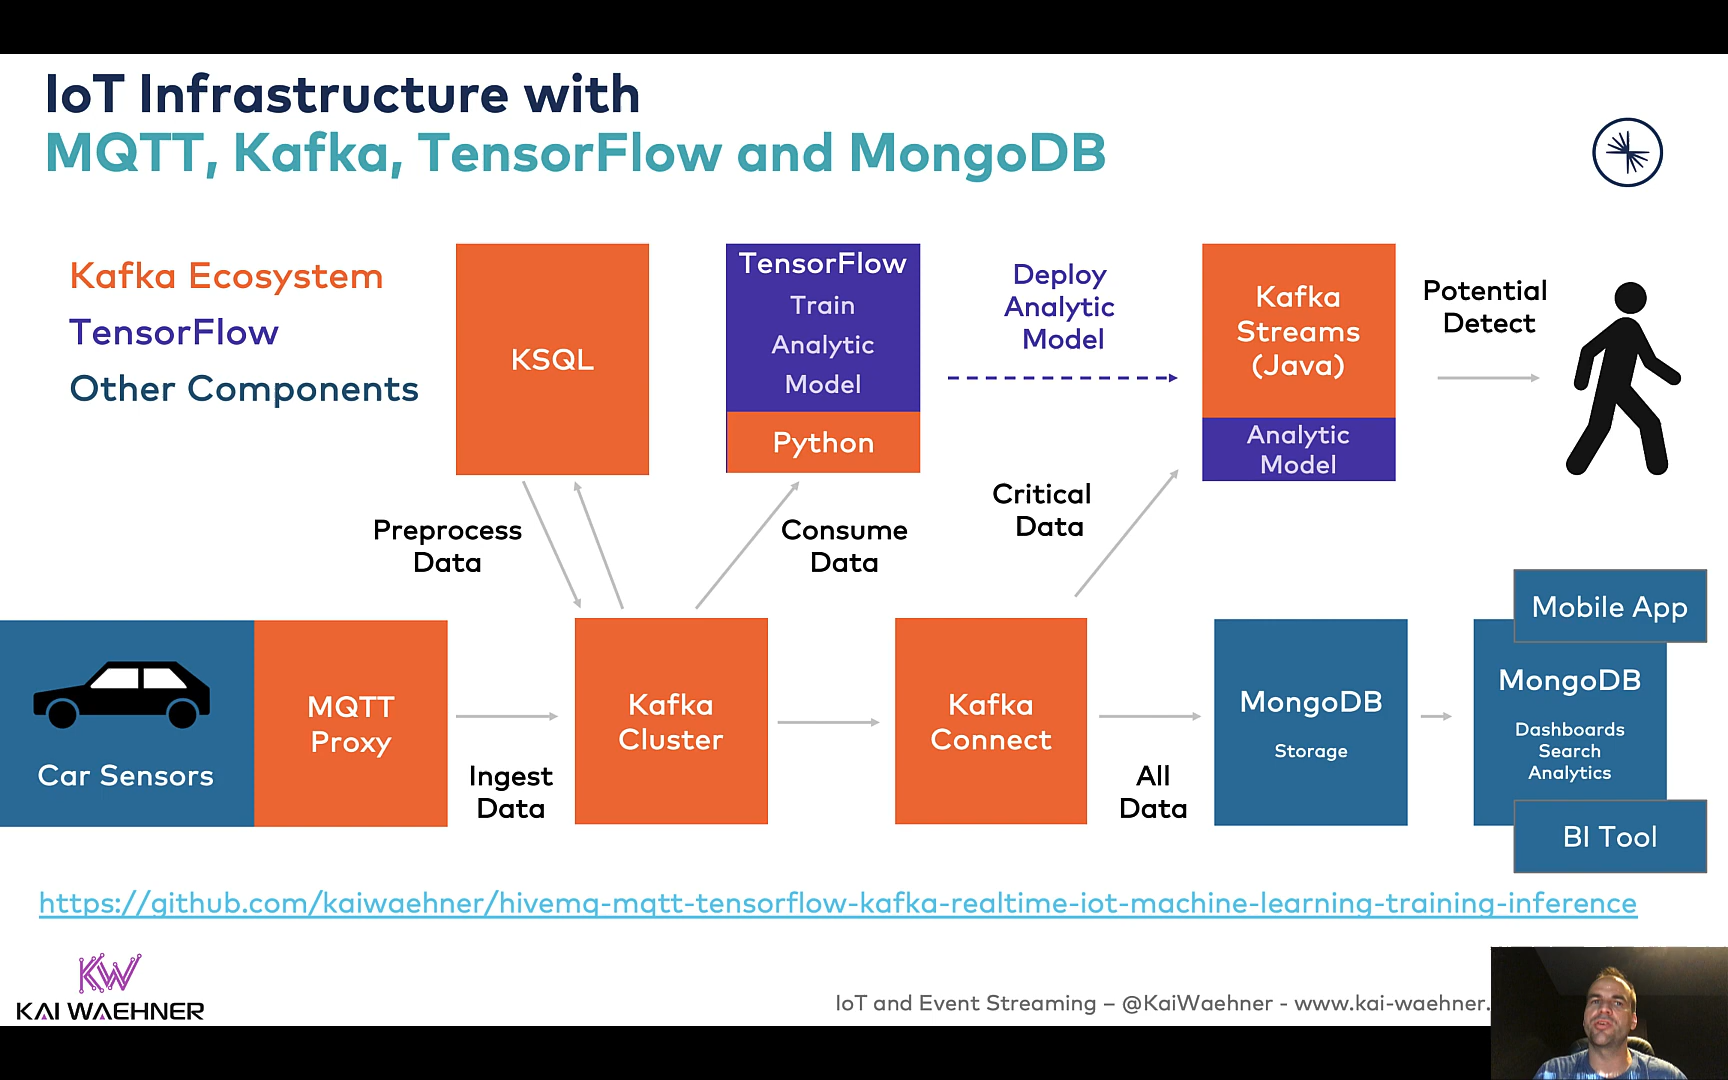 IoT Infrastructure with
MQTT, Kafka, TensorFlow and MongoDB
Kafka Ecosystem
TensorFlow
Other Components
KSQL
TensorFlow
Train
Analytic
Model
Python
Deploy
Analytic
Model
Kafka
Streams
(Java)
Analytic
Model
Potential
Detect
Preprocess
Data
Consume
Data
Critical
Data
Car Sensors
MQTT
Proxy
Ingest
Data
Kafka
Cluster
Kafka
Connect
All
Data
MongoDB
Storage
Mobile App
MongoDB
Dashboards
Search
Analytics
BI Tool
https://github.com/kaiwaehner/hivemq-mqtt-tensorflow-kafka-realtime-iot-machine-learning-training-inference
KW
KAI WAEHNER
IoT and Event Streaming – @KaiWaehner - www.kai-waehner.